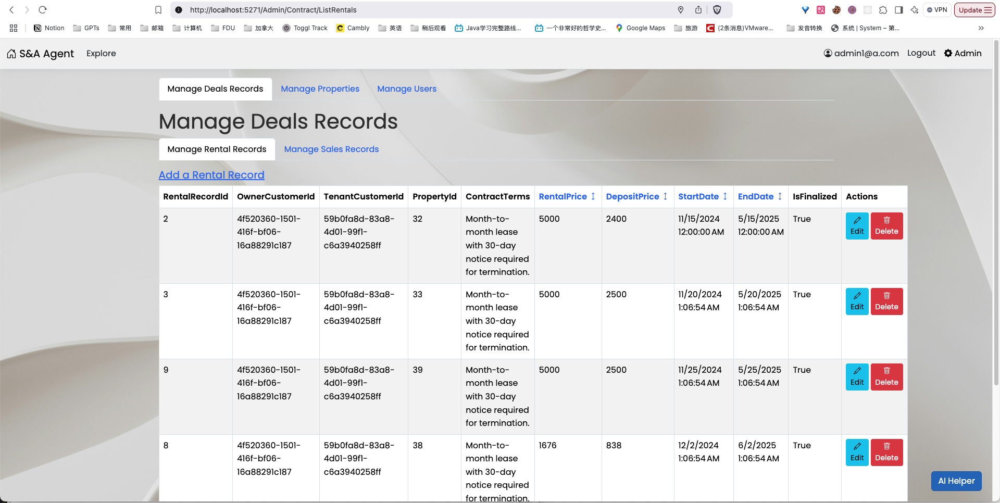 http://localhost:5271/Admin/Contract/ListRentals
VPN
Update
Notion
GPTs
常用
邮箱
计算机
FDU
加拿大
Toggl Track
Cambly
英语
稍后观看
Java学习完整路线...
一个非常好的哲学史...
Google Maps
旅游
(2条消息)VMware...
发音转换
系统 | System – 第...
S&A Agent
Explore
admin1@a.com
Logout
Admin
Manage Deals Records
Manage Properties
Manage Users
Manage Deals Records
Manage Rental Records
Manage Sales Records
Add a Rental Record
RentalRecordId OwnerCustomerId TenantCustomerId PropertyId ContractTerms RentalPrice DepositPrice StartDate EndDate IsFinalized Actions
2
4f520360-1501-
416f-bf06-
16a88291c187
59b0fa8d-83a8-
4d01-99f1-
c6a3940258ff
32
Month-to-
month lease
with 30-day
notice required
for termination.
5000
2400
11/15/2024
12:00:00 AM
5/15/2025
12:00:00 AM
True
Edit
Delete
3
4f520360-1501-
416f-bf06-
16a88291c187
59b0fa8d-83a8-
4d01-99f1-
c6a3940258ff
33
Month-to-
month lease
with 30-day
notice required
for termination.
5000
2500
11/20/2024
1:06:54 AM
5/20/2025
1:06:54 AM
True
Edit
Delete
9
4f520360-1501-
416f-bf06-
16a88291c187
59b0fa8d-83a8-
4d01-99f1-
c6a3940258ff
39
Month-to-
month lease
with 30-day
notice required
for termination.
5000
2500
11/25/2024
1:06:54 AM
5/25/2025
1:06:54 AM
True
Edit
Delete
8
4f520360-1501-
416f-bf06-
16a88291c187
59b0fa8d-83a8-
4d01-99f1-
c6a3940258ff
38
Month-to-
month lease
with 30-day
notice required
for termination.
1676
838
12/2/2024
1:06:54 AM
6/2/2025
1:06:54 AM
True
Edit
Delete
AI Helper